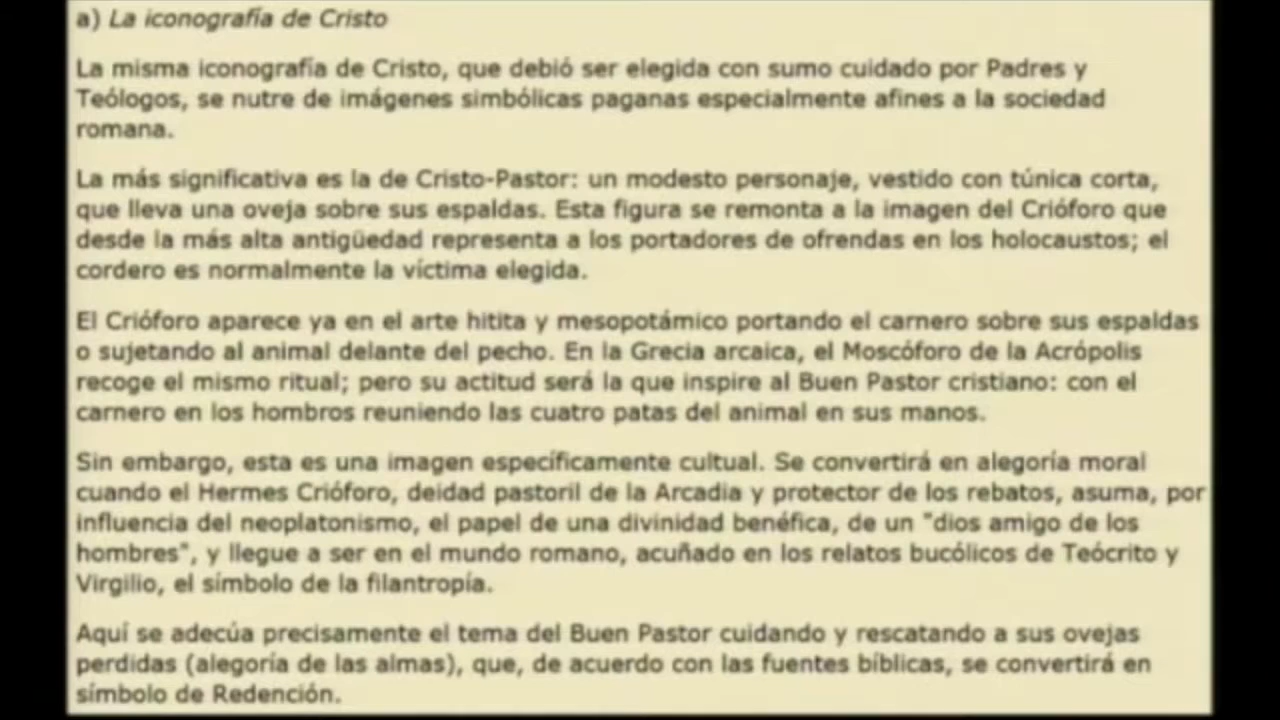 a) La iconografía de Cristo
La misma iconografía de Cristo, que debió ser elegida con sumo cuidado por Padres y
Teólogos, se nutre de imágenes simbólicas paganas especialmente afines a la sociedad
romana.
La más significativa es la de Cristo-Pastor: un modesto personaje, vestido con túnica corta,
que lleva una oveja sobre sus espaldas. Esta figura se remonta a la imagen del Crióforo que
desde la más alta antigüedad representa a los portadores de ofrendas en los holocaustos; el
cordero es normalmente la víctima elegida.
El Crióforo aparece ya en el arte hitita y mesopotámico portando el carnero sobre sus espaldas
o sujetando al animal delante del pecho. En la Grecia arcaica, el Moscóforo de la Acrópolis
recoge el mismo ritual; pero su actitud será la que inspire al Buen Pastor cristiano: con el
carnero en los hombros reuniendo las cuatro patas del animal en sus manos.
Sin embargo, esta es una imagen específicamente cultual. Se convertirá en alegoría moral
cuando el Hermes Crióforo, deidad pastoril de la Arcadia y protector de los rebatos, asuma, por
influencia del neoplatonismo, el papel de una divinidad benéfica, de un "dios amigo de los
hombres", y llegue a ser en el mundo romano, acuñado en los relatos bucólicos de Teócrito y
Virgilio, el símbolo de la filantropía.
Aquí se adecúa precisamente el tema del Buen Pastor cuidando y rescatando a sus ovejas
perdidas (alegoría de las almas), que, de acuerdo con las fuentes bíblicas, se convertirá en
símbolo de Redención.